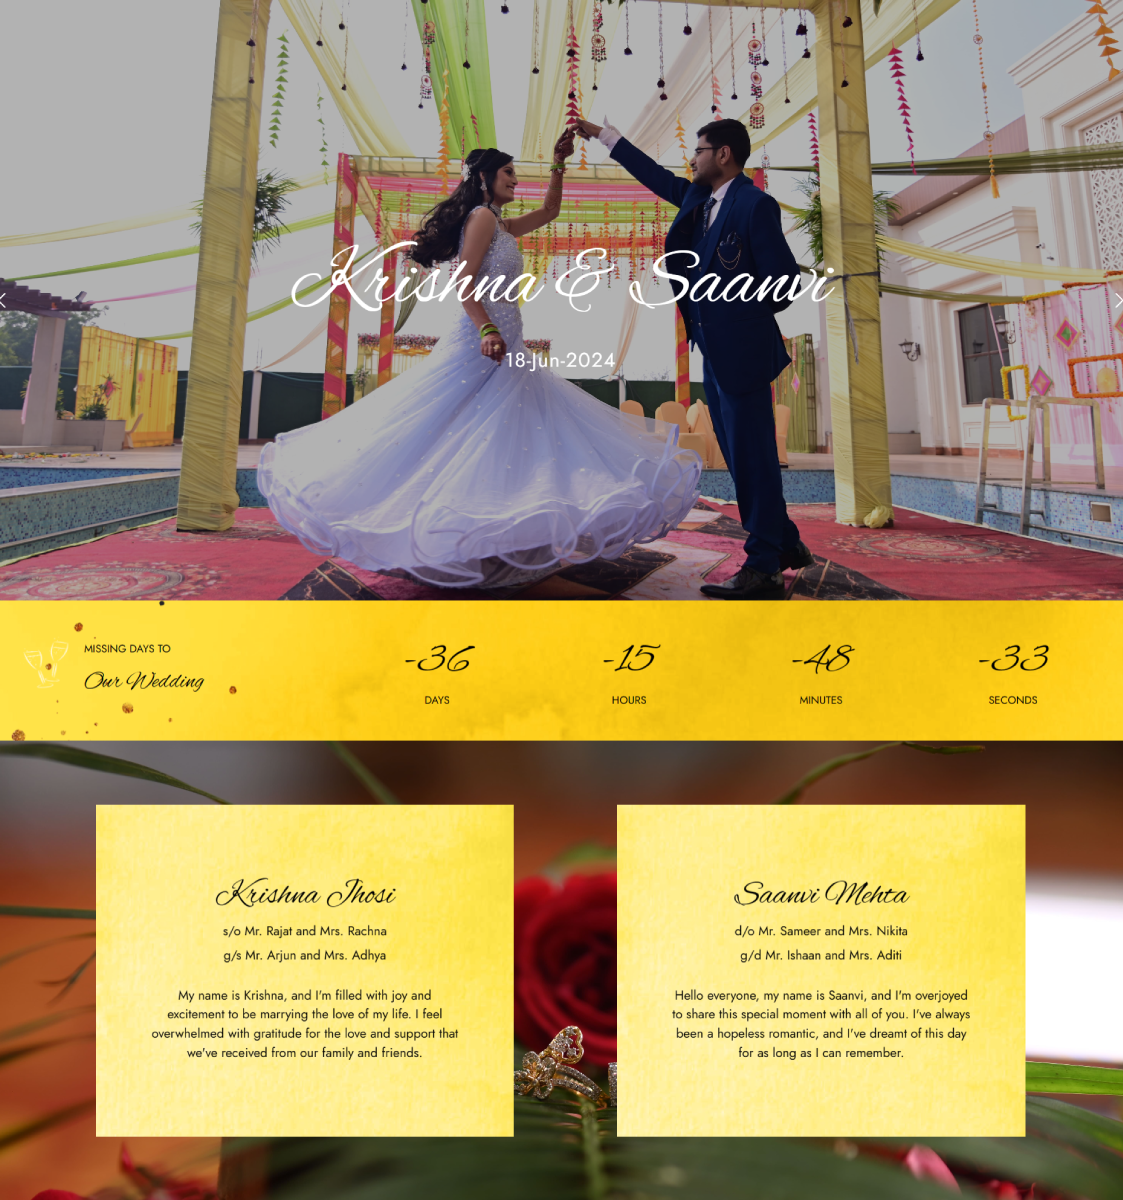 Krishna & Saanvi
18-Jun-2024
MISSING DAYS TO
Our Wedding
-36
DAYS
-15
HOURS
-48
MINUTES
-33
SECONDS
Krishna Jhosi
s/o Mr. Rajat and Mrs. Rachna
g/s Mr. Arjun and Mrs. Adhya
My name is Krishna, and I'm filled with joy and
excitement to be marrying the love of my life. I feel
overwhelmed with gratitude for the love and support that
we've received from our family and friends.
Saanvi Mehta
d/o Mr. Sameer and Mrs. Nikita
g/d Mr. Ishaan and Mrs. Aditi
Hello everyone, my name is Saanvi, and I'm overjoyed
to share this special moment with all of you. I've always
been a hopeless romantic, and I've dreamt of this day
for as long as I can remember.